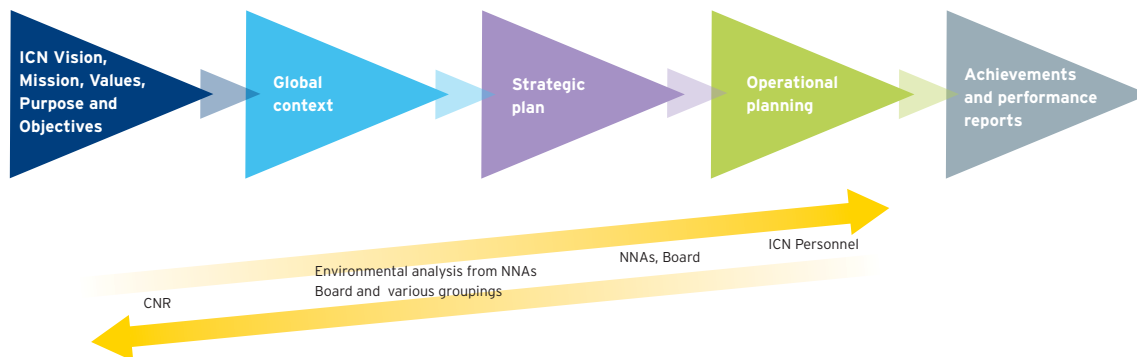 ICN Vision,
Mission, Values,
Purpose and
Objectives
Global
context
Strategic
plan
Operational
planning
Achievements
and performance
reports
ICN Personnel
NNAs, Board
Environmental analysis from NNAs
Board and various groupings
CNR